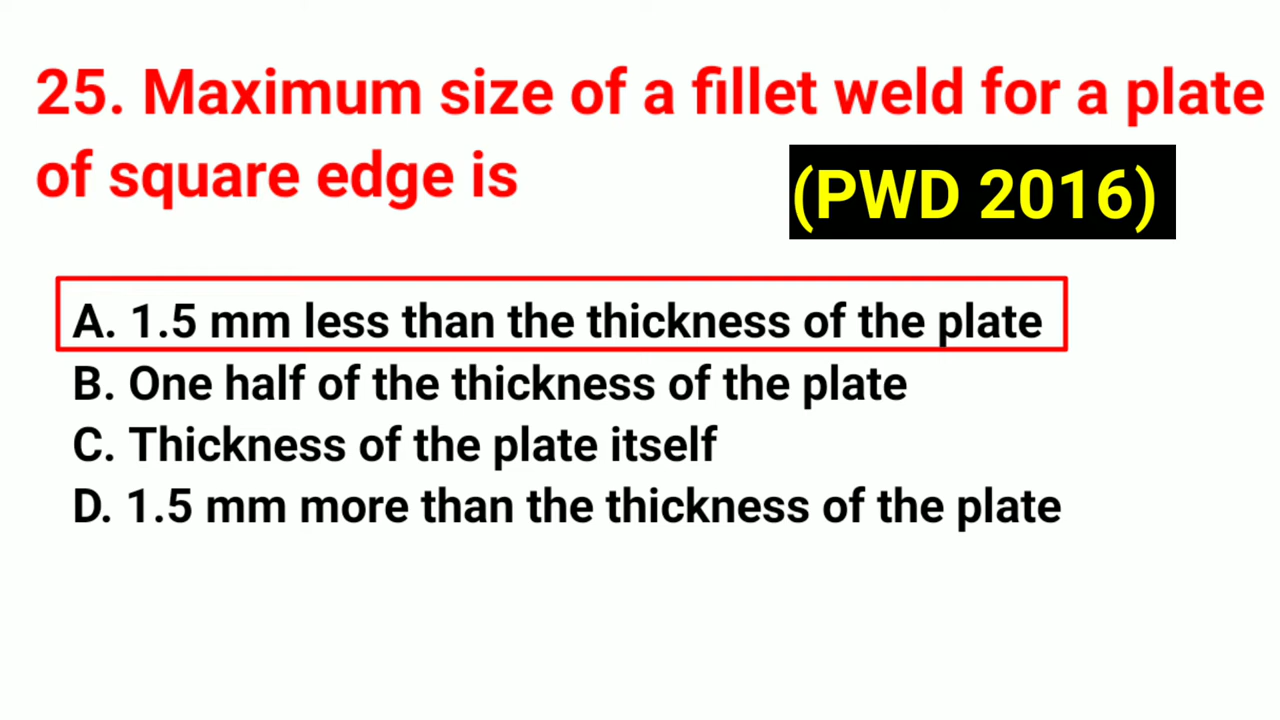 25. Maximum size of a fillet weld for a plate
of square edge is
(PWD 2016)
A. 1.5 mm less than the thickness of the plate
B. One half of the thickness of the plate
C. Thickness of the plate itself
D. 1.5 mm more than the thickness of the plate